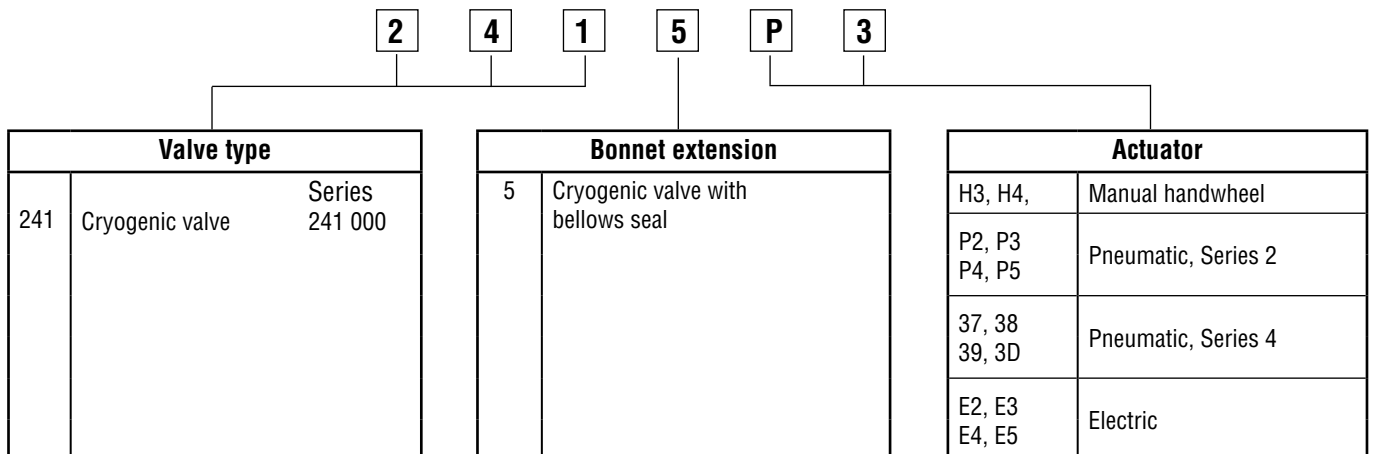 2 4 1 5 P 3
Valve type
Series
241 Cryogenic valve 241 000
Bonnet extension
5 Cryogenic valve with
bellows seal
Actuator
H3, H4, Manual handwheel
P2, P3
P4, P5
Pneumatic, Series 2
37, 38
39, 3D
Pneumatic, Series 4
E2, E3
E4, E5
Electric